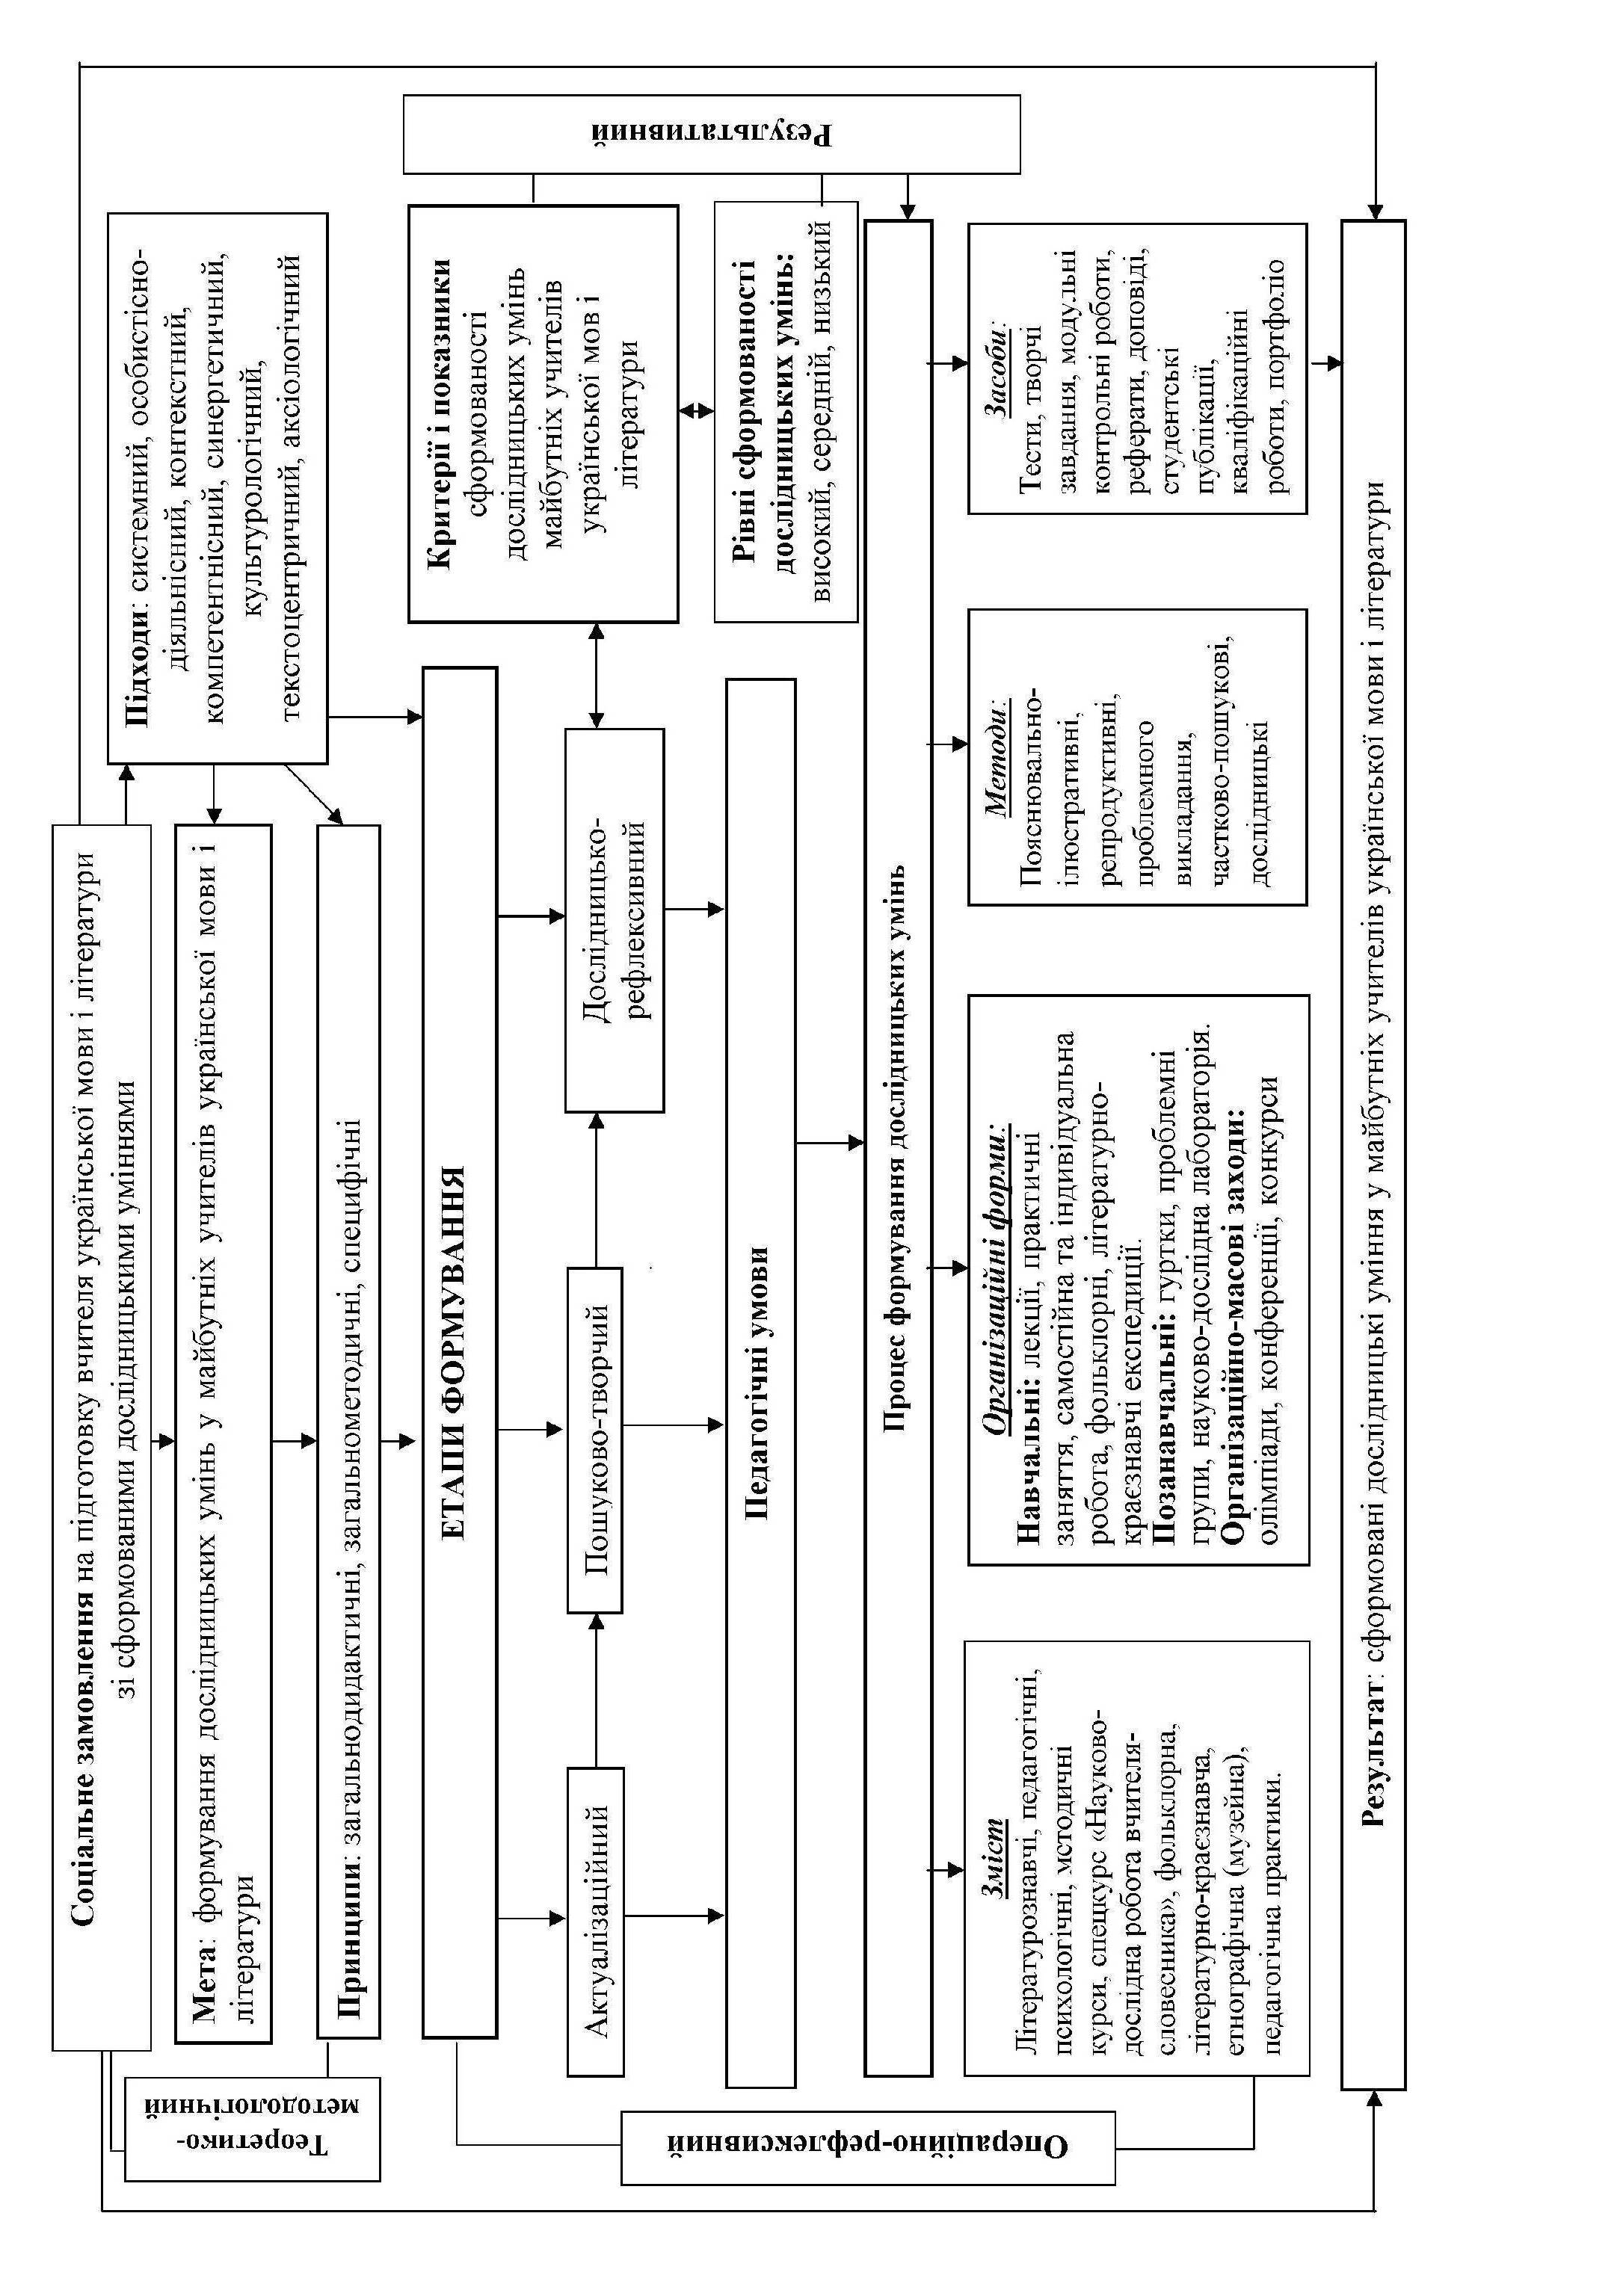 Соціальне замовлення на підготовку вчителя української мови і літератури
зі сформованими дослідницькими уміннями
Теоретико-
методологічний
Мета: формування дослідницьких умінь у майбутніх учителів української мови і
літератури
Принципи: загальнодидактичні, загальнометодичні, специфічні
Підходи: системний, особистісно-
діяльнісний, контекстний,
компетентнісний, синергетичний,
культурологічний,
текстоцентричний, аксіологічний
ЕТАПИ ФОРМУВАННЯ
Актуалізаційний
Пошуково-творчий
Дослідницько-
рефлексивний
Критерії і показники
сформованості
дослідницьких умінь
майбутніх учителів
української мов і
літератури
Результативний
Педагогічні умови
Рівні сформованості
дослідницьких умінь:
високий, середній, низький
Операційно-рефлексивний
Процес формування дослідницьких умінь
Зміст
Літературознавчі, педагогічні,
психологічні, методичні
курси, спецкурс «Науково-
дослідна робота вчителя-
словесника», фольклорна,
літературно-краєзнавча,
етнографічна (музейна),
педагогічна практики.
Організаційні форми:
Навчальні: лекції, практичні
заняття, самостійна та індивідуальна
робота, фольклорні, літературно-
краєзнавчі експедиції.
Позанавчальні: гуртки, проблемні
групи, науково-дослідна лабораторія.
Організаційно-масові заходи:
олімпіади, конференції, конкурси
Методи:
Пояснювально-
ілюстративні,
репродуктивні,
проблемного
викладання,
частково-пошукові,
дослідницькі
Засоби:
Тести, творчі
завдання, модульні
контрольні роботи,
реферати, доповіді,
студентські
публікації,
кваліфікаційні
роботи, портфоліо
Результат: сформовані дослідницькі уміння у майбутніх учителів української мови і літератури